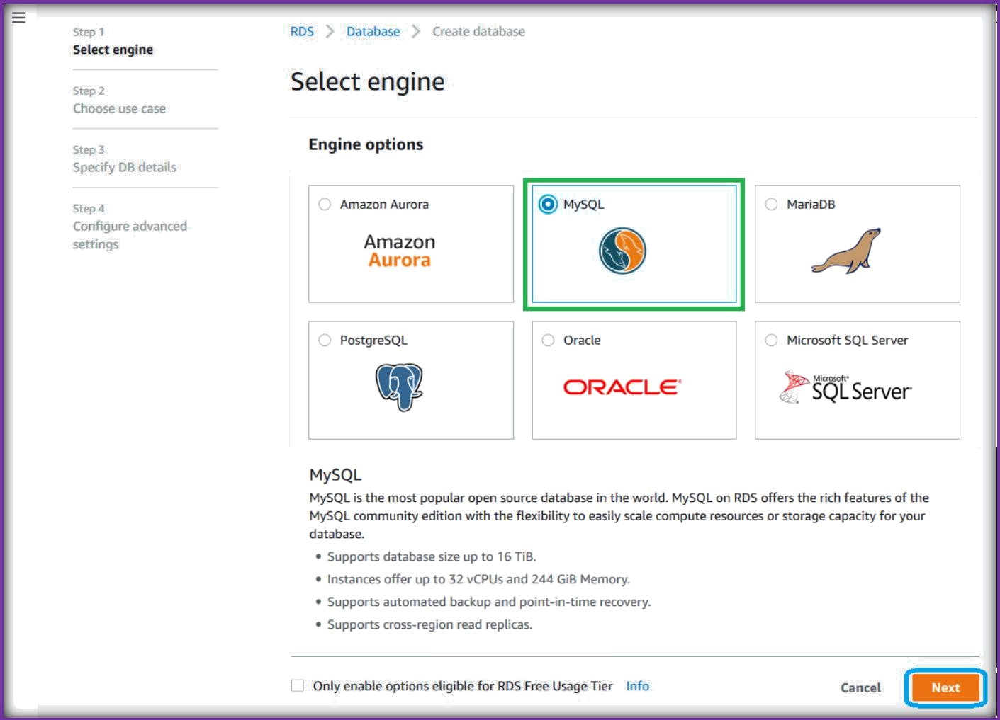 Step 1
Select engine
Step 2
Choose use case
Step 3
Specify DB details
Step 4
Configure advanced
settings
RDS > Database > Create database
Select engine
Engine options
Amazon Aurora
Amazon
Aurora
MySQL
MariaDB
PostgreSQL
Oracle
ORACLE
Microsoft SQL Server
Microsoft
SQL Server
MySQL
MySQL is the most popular open source database in the world. MySQL on RDS offers the rich features of the
MySQL community edition with the flexibility to easily scale compute resources or storage capacity for your
database.
• Supports database size up to 16 TiB.
• Instances offer up to 32 vCPUs and 244 GiB Memory.
• Supports automated backup and point-in-time recovery.
• Supports cross-region read replicas.
Only enable options eligible for RDS Free Usage Tier Info
Cancel
Next